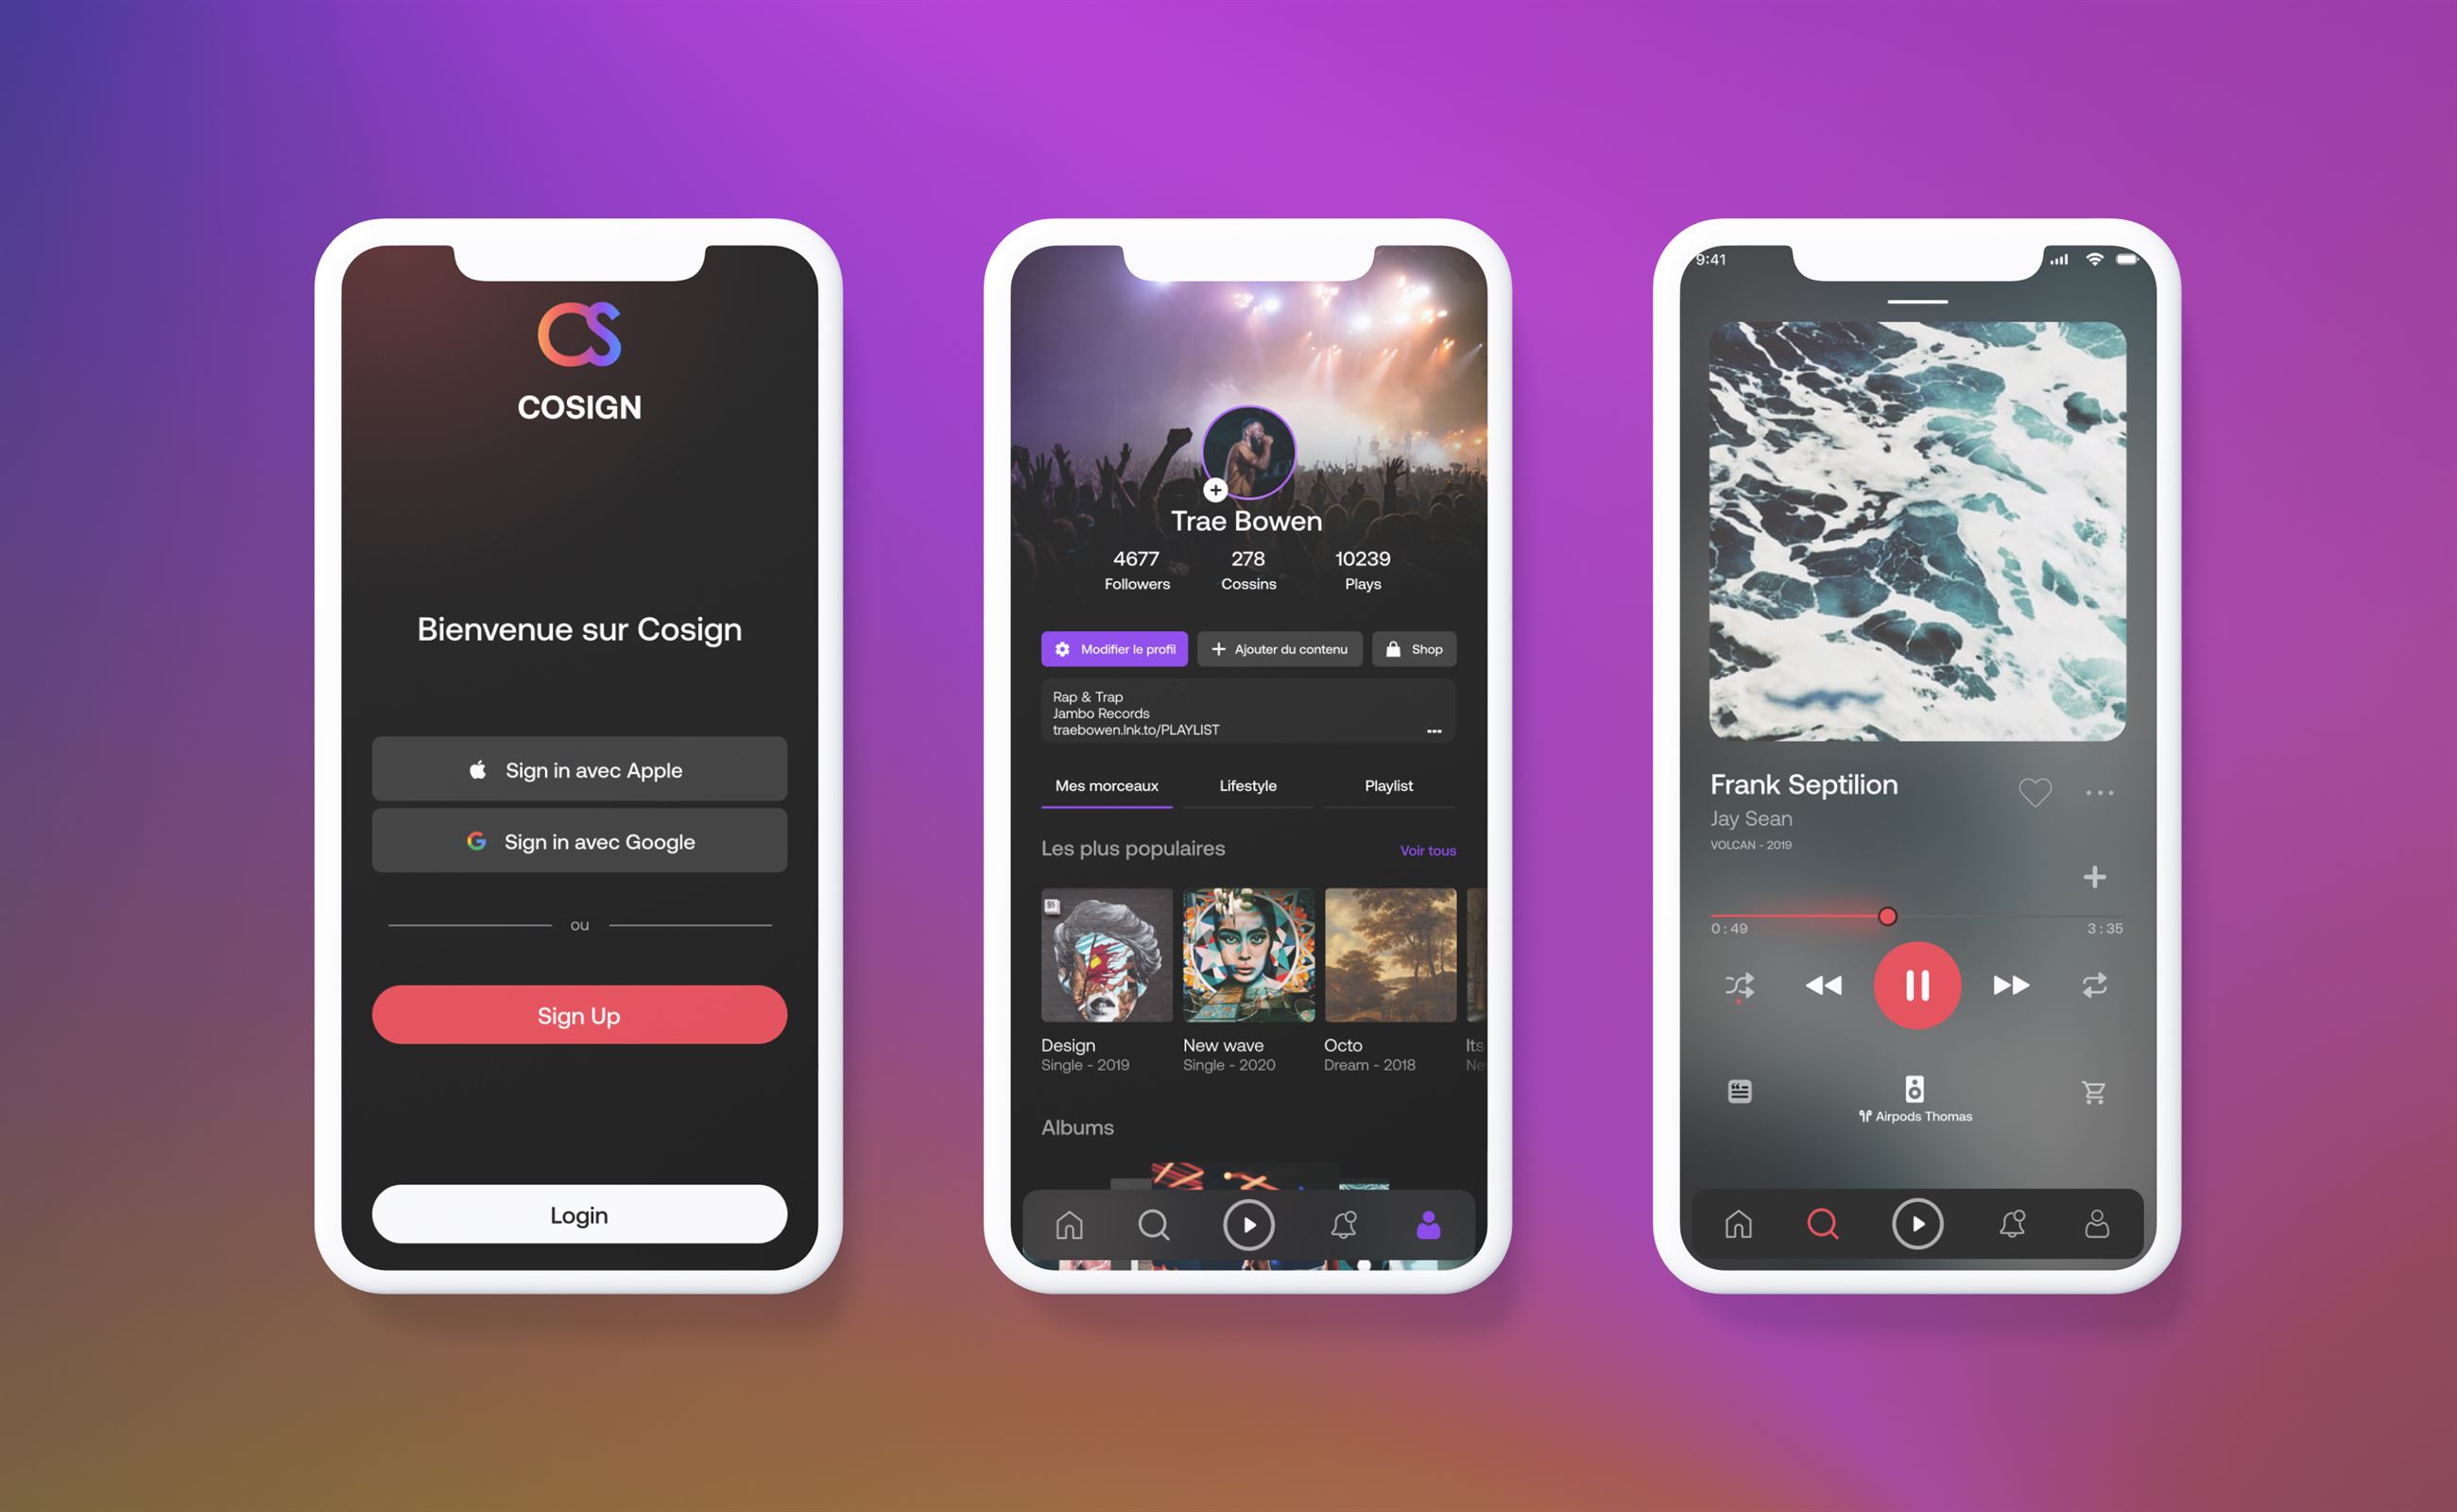 CS
COSIGN
Bienvenue sur Cosign
Sign in avec Apple
Sign in avec Google
ou
Sign Up
Login
Trae Bowen
4677 278 10239
Followers Cossins Plays
Modifier le profil Ajouter du contenu Shop
Rap & Trap
Jambo Records
traebowen.lnk.to/PLAYLIST
Mes morceaux Lifestyle Playlist
Les plus populaires Voir tous
Design New wave Octo Its
Single - 2019 Single - 2020 Dream - 2018 Ne
Albums
9:41
Frank Septilion
Jay Sean
VOLCAN - 2019
0 : 49 3 : 35
Airpods Thomas